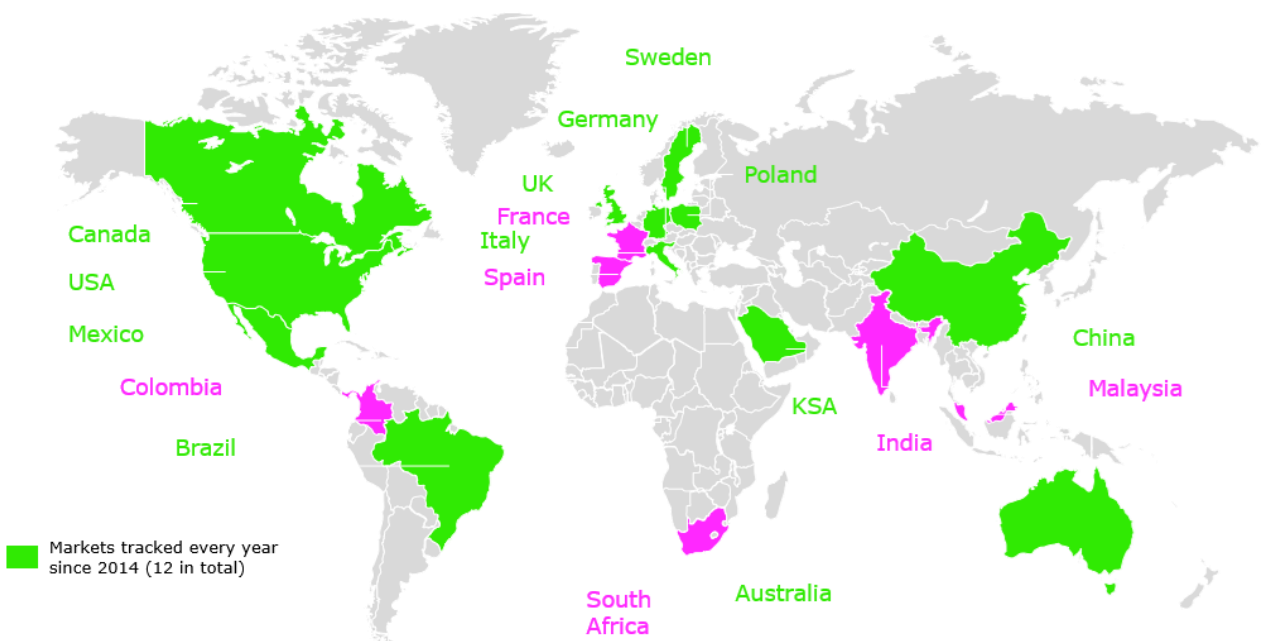 Sweden
Germany
Poland
UK
France
Canada
Italy
USA
Spain
Mexico
China
Colombia
Malaysia
KSA
Brazil
India
Markets tracked every year
since 2014 (12 in total)
Australia
South
Africa